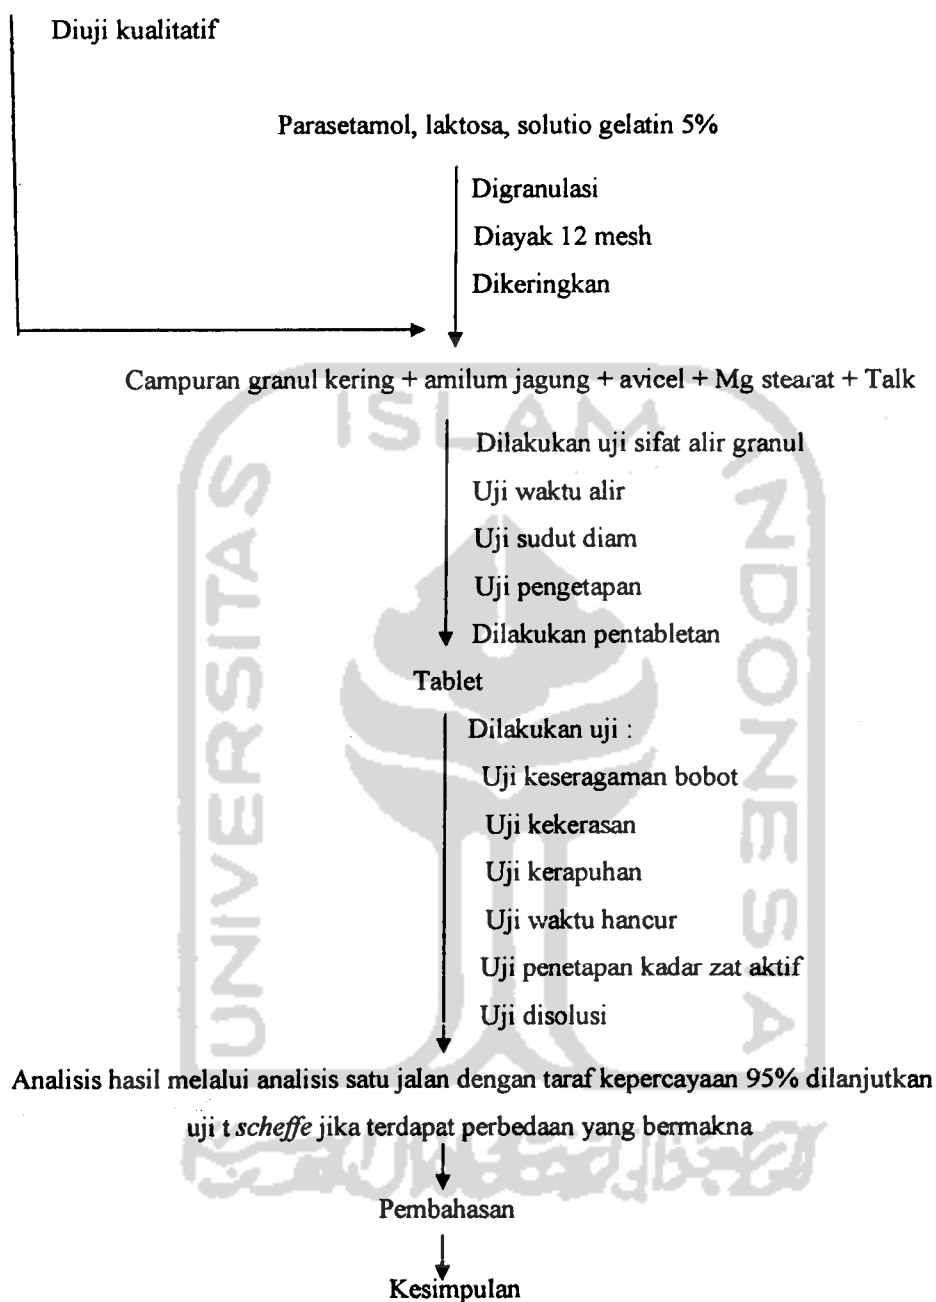 Diuji kualitatif
Parasetamol, laktosa, solutio gelatin 5%
Digranulasi
Diayak 12 mesh
Dikeringkan
Campuran granul kering + amilum jagung + avicel + Mg stearat + Talk
Dilakukan uji sifat alir granul
Uji waktu alir
Uji sudut diam
Uji pengetapan
Dilakukan pentabletan
Tablet
Dilakukan uji :
Uji keseragaman bobot
Uji kekerasan
Uji kerapuhan
Uji waktu hancur
Uji penetapan kadar zat aktif
Uji disolusi
Analisis hasil melalui analisis satu jalan dengan taraf kepercayaan 95% dilanjutkan
uji t scheffe jika terdapat perbedaan yang bermakna
Pembahasan
Kesimpulan
UNIVERSITAS
ISLAM
INDONESIA